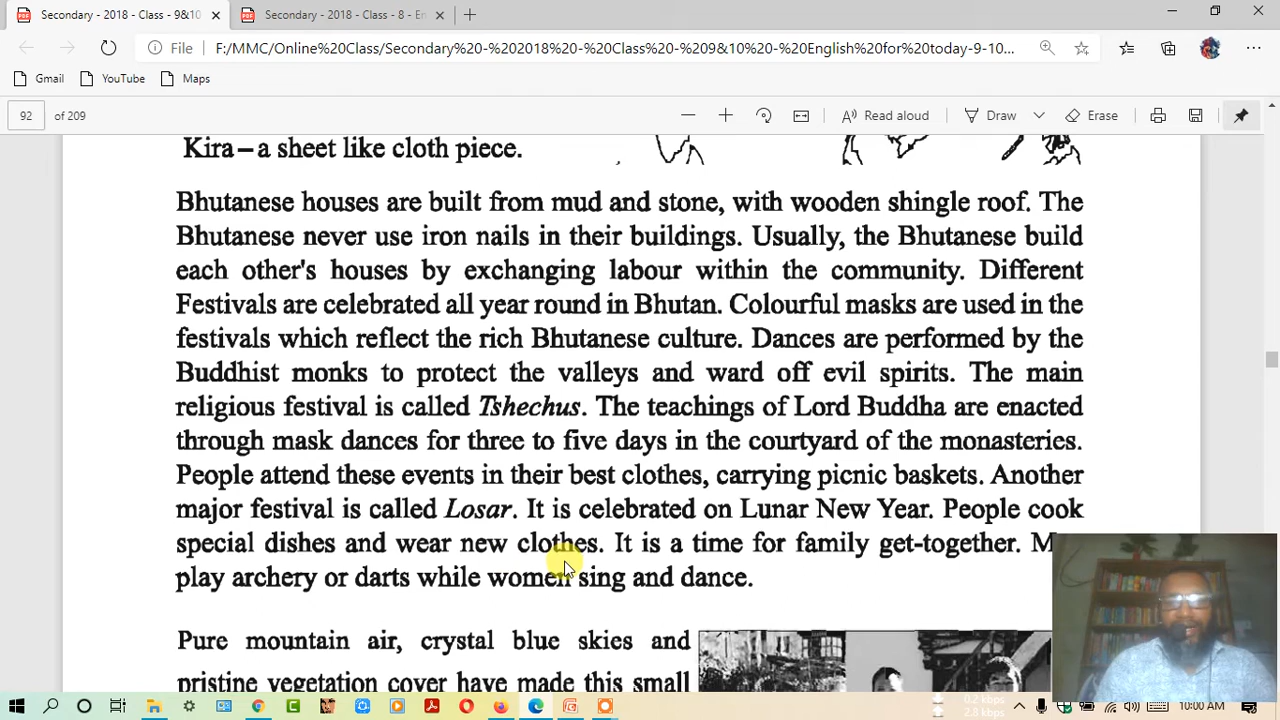 Secondary - 2018 - Class - 9&10
Secondary - 2018 - Class - 8 - En
File
F:/MMC/Online%20Class/Secondary%20-%202018%20-%20Class%20-%209&10%20-%20English%20for%20today-9-10...
Gmail
YouTube
Maps
92 of 209
Read aloud
Draw
Erase
Kira – a sheet like cloth piece.
Bhutanese houses are built from mud and stone, with wooden shingle roof. The
Bhutanese never use iron nails in their buildings. Usually, the Bhutanese build
each other's houses by exchanging labour within the community. Different
Festivals are celebrated all year round in Bhutan. Colourful masks are used in the
festivals which reflect the rich Bhutanese culture. Dances are performed by the
Buddhist monks to protect the valleys and ward off evil spirits. The main
religious festival is called Tshechus. The teachings of Lord Buddha are enacted
through mask dances for three to five days in the courtyard of the monasteries.
People attend these events in their best clothes, carrying picnic baskets. Another
major festival is called Losar. It is celebrated on Lunar New Year. People cook
special dishes and wear new clothes. It is a time for family get-together.
play archery or darts while women sing and dance.
Pure mountain air, crystal blue skies and
pristine vegetation cover have made this small
0.2 kbps
2.8 kbps
10:00 AM